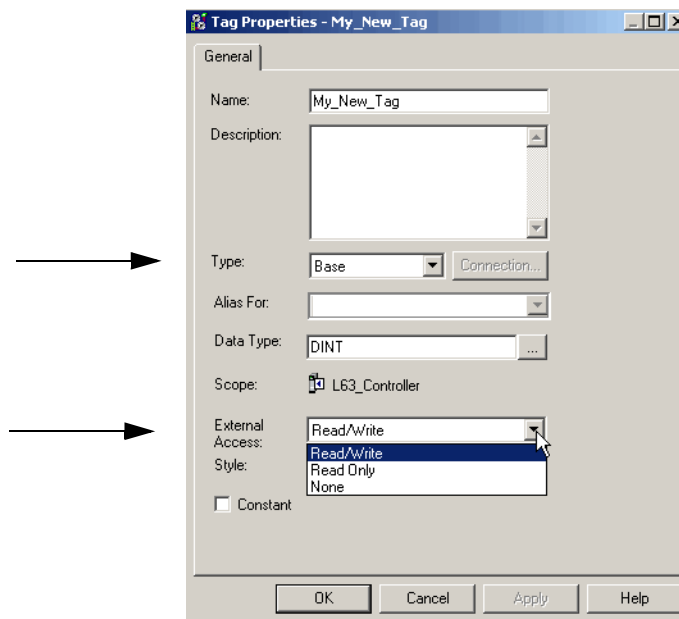 Tag Properties - My_New_Tag
General
Name: My_New_Tag
Description:
Type: Base Connection...
Alias For:
Data Type: DINT ...
Scope: L63_Controller
External Access: Read/Write
Read/Write
Style: Read Only
None
Constant
OK Cancel Apply Help